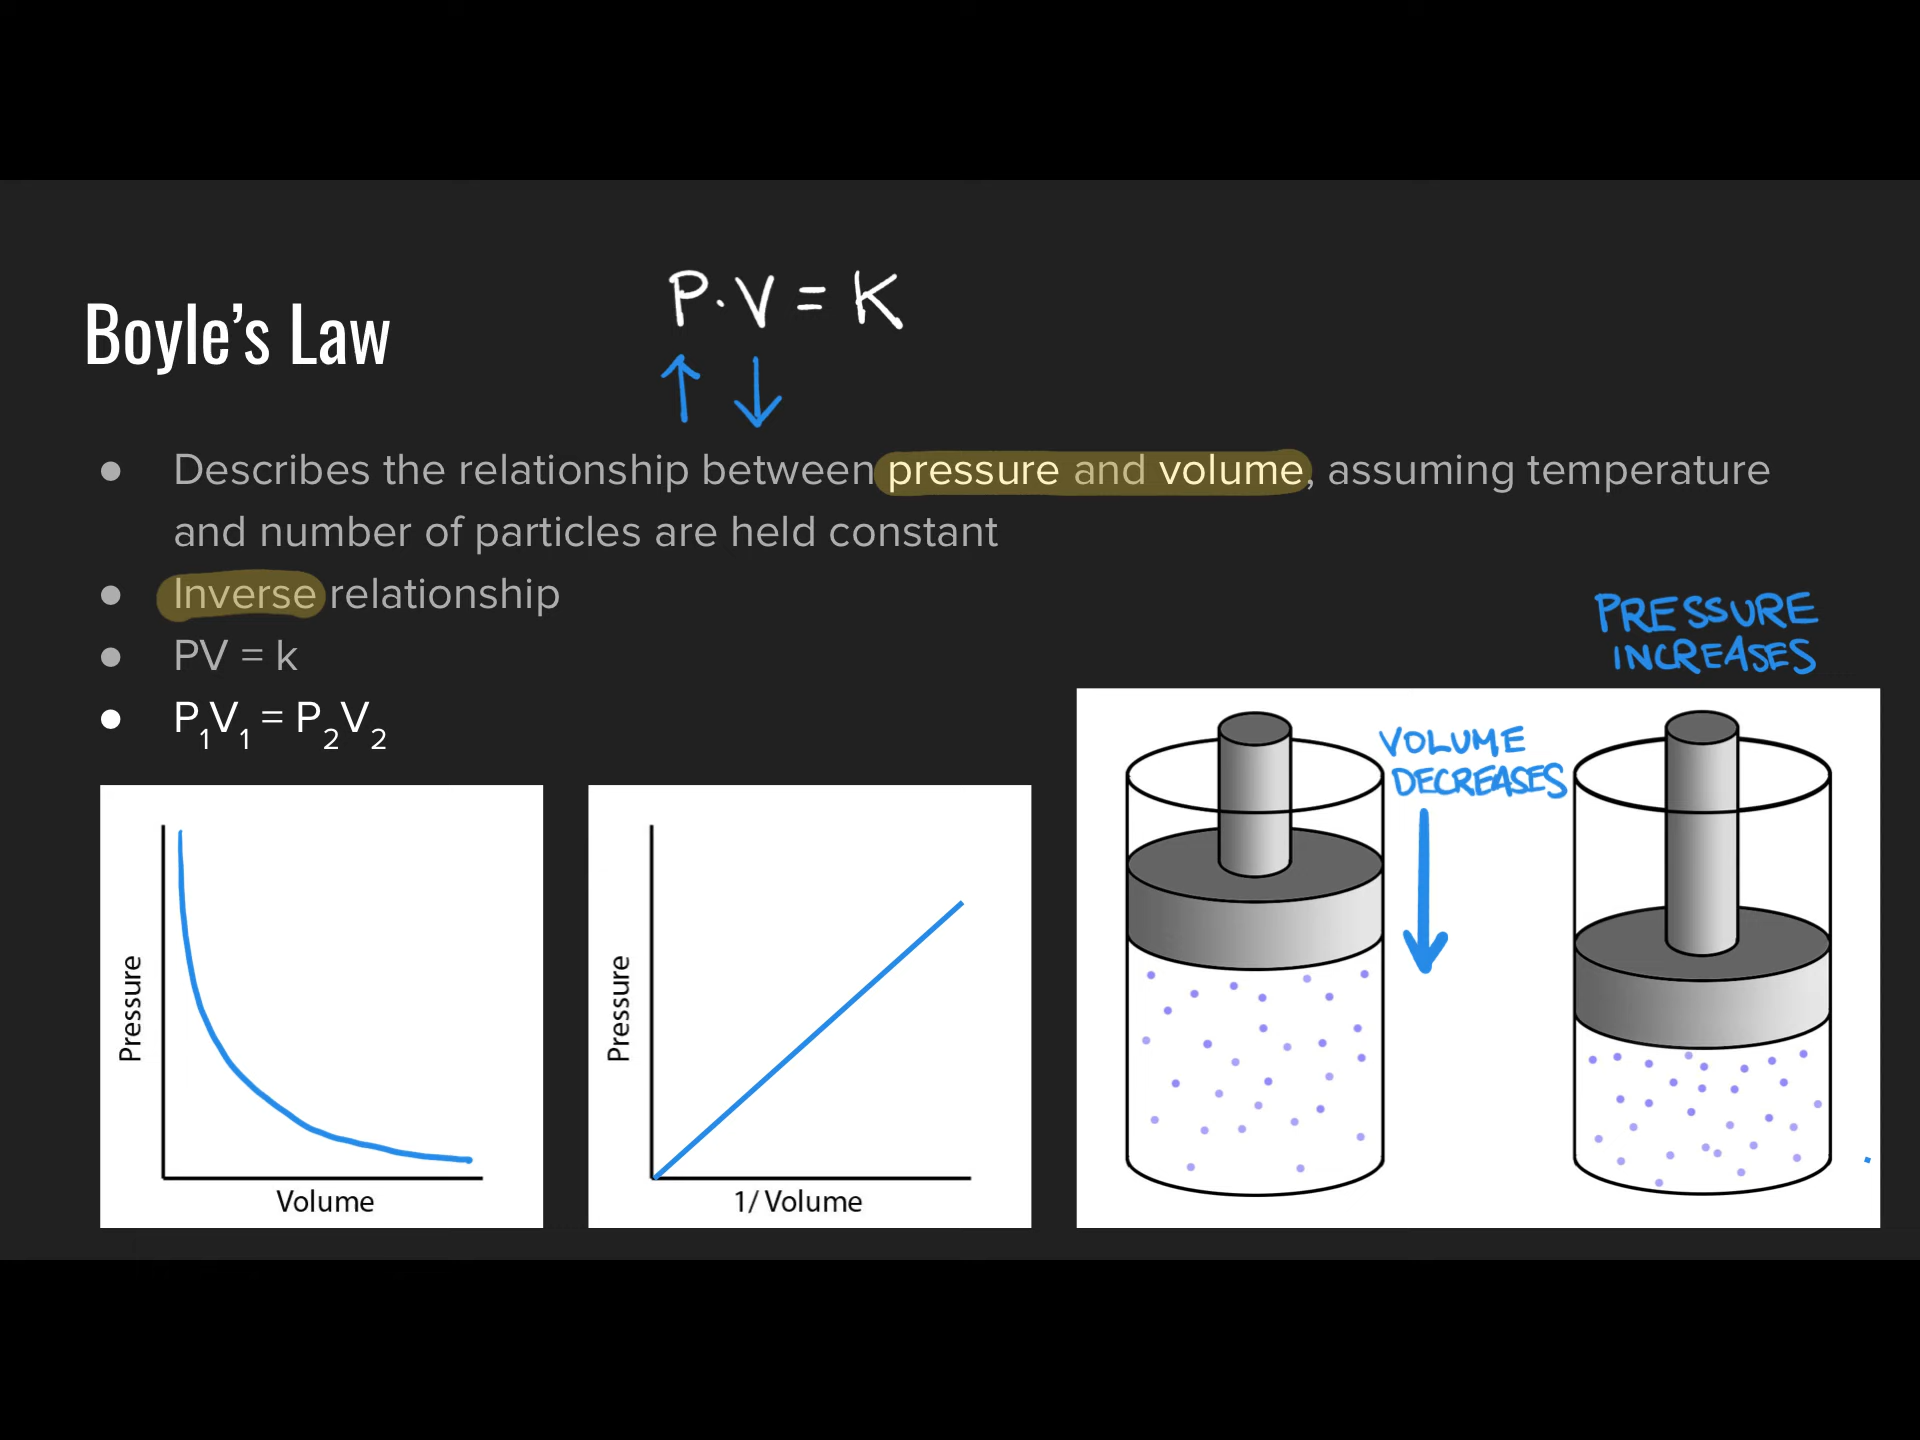 P·V = K
Boyle's Law
● Describes the relationship between pressure and volume, assuming temperature
and number of particles are held constant
● Inverse relationship
● PV = k
● P₁V₁ = P₂V₂
PRESSURE
INCREASES
VOLUME
DECREASES
Pressure
Volume
Pressure
1/ Volume